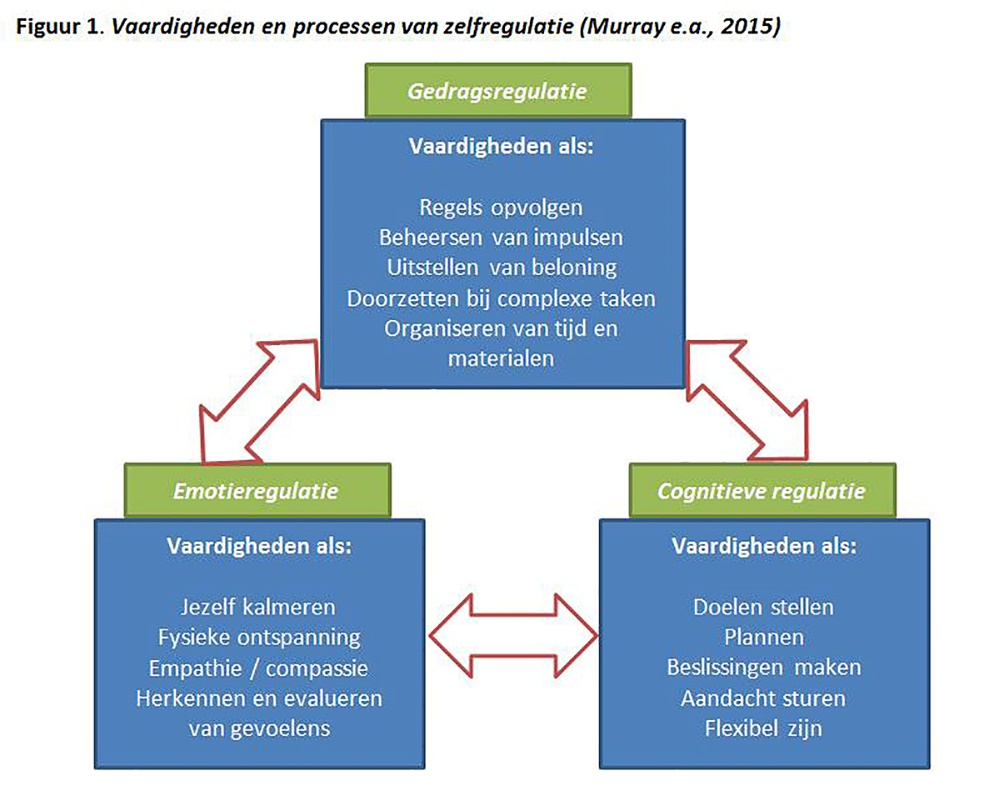 Figuur 1. Vaardigheden en processen van zelfregulatie (Murray e.a., 2015)
Gedragsregulatie
Vaardigheden als:
Regels opvolgen
Beheersen van impulsen
Uitstellen van beloning
Doorzetten bij complexe taken
Organiseren van tijd en
materialen
Emotieregulatie
Vaardigheden als:
Jezelf kalmeren
Fysieke ontspanning
Empathie / compassie
Herkennen en evalueren
van gevoelens
Cognitieve regulatie
Vaardigheden als:
Doelen stellen
Plannen
Beslissingen maken
Aandacht sturen
Flexibel zijn